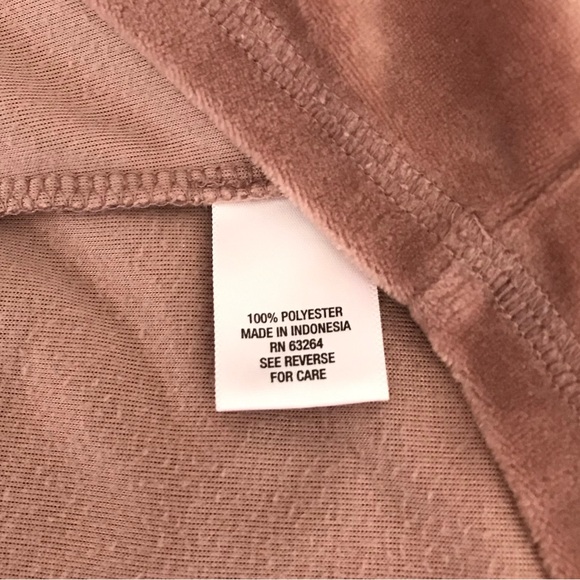 100% POLYESTER
MADE IN INDONESIA
RN 63264
SEE REVERSE
FOR CARE